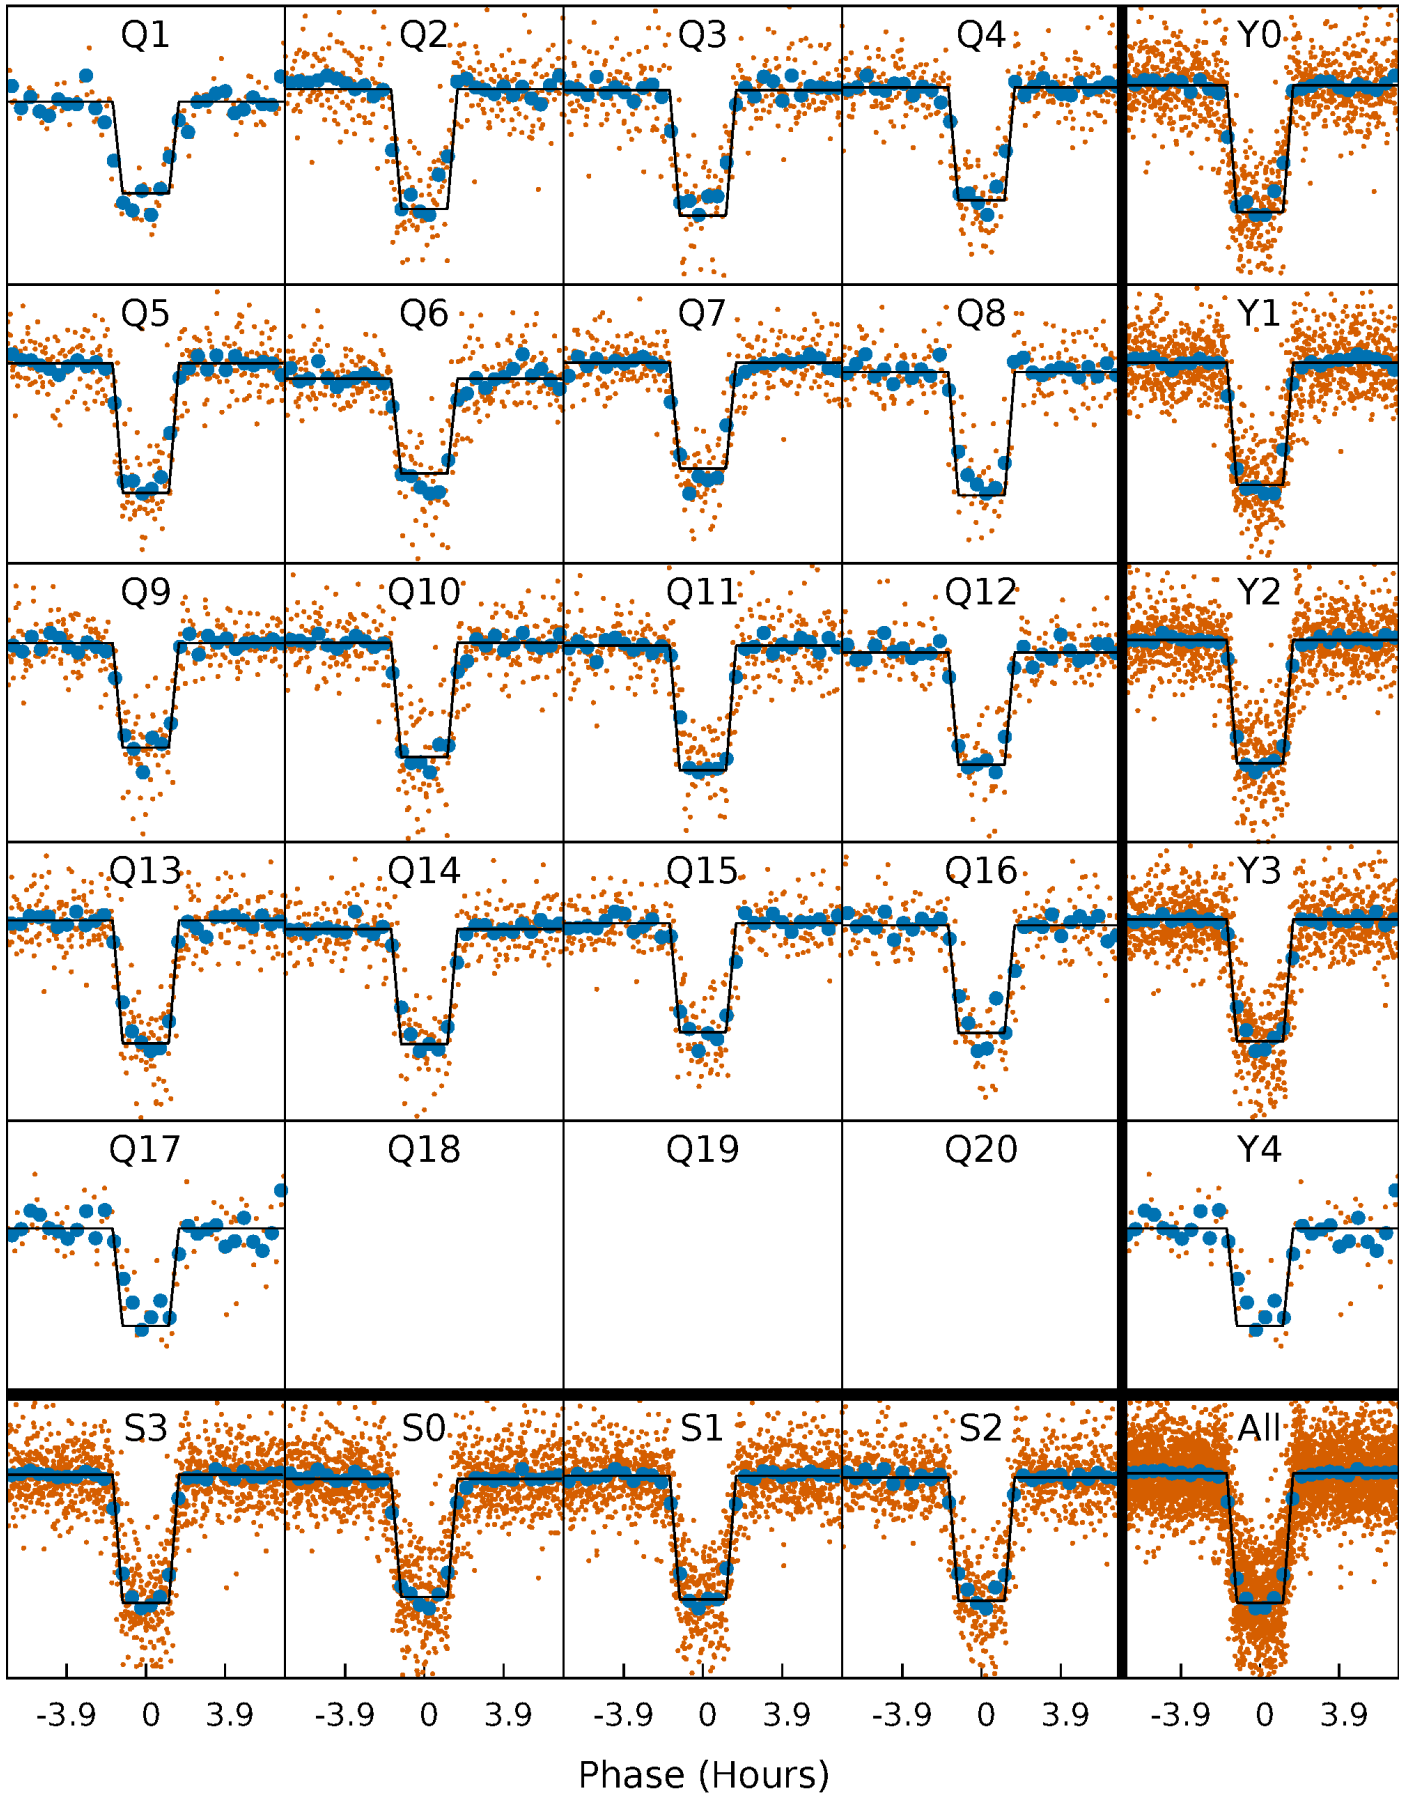 Q1 Q2 Q3 Q4 Y0
Q5 Q6 Q7 Q8 Y1
Q9 Q10 Q11 Q12 Y2
Q13 Q14 Q15 Q16 Y3
Q17 Q18 Q19 Q20 Y4
S3 S0 S1 S2 All
-3.9 0 3.9 -3.9 0 3.9 -3.9 0 3.9 -3.9 0 3.9 -3.9 0 3.9
Phase (Hours)